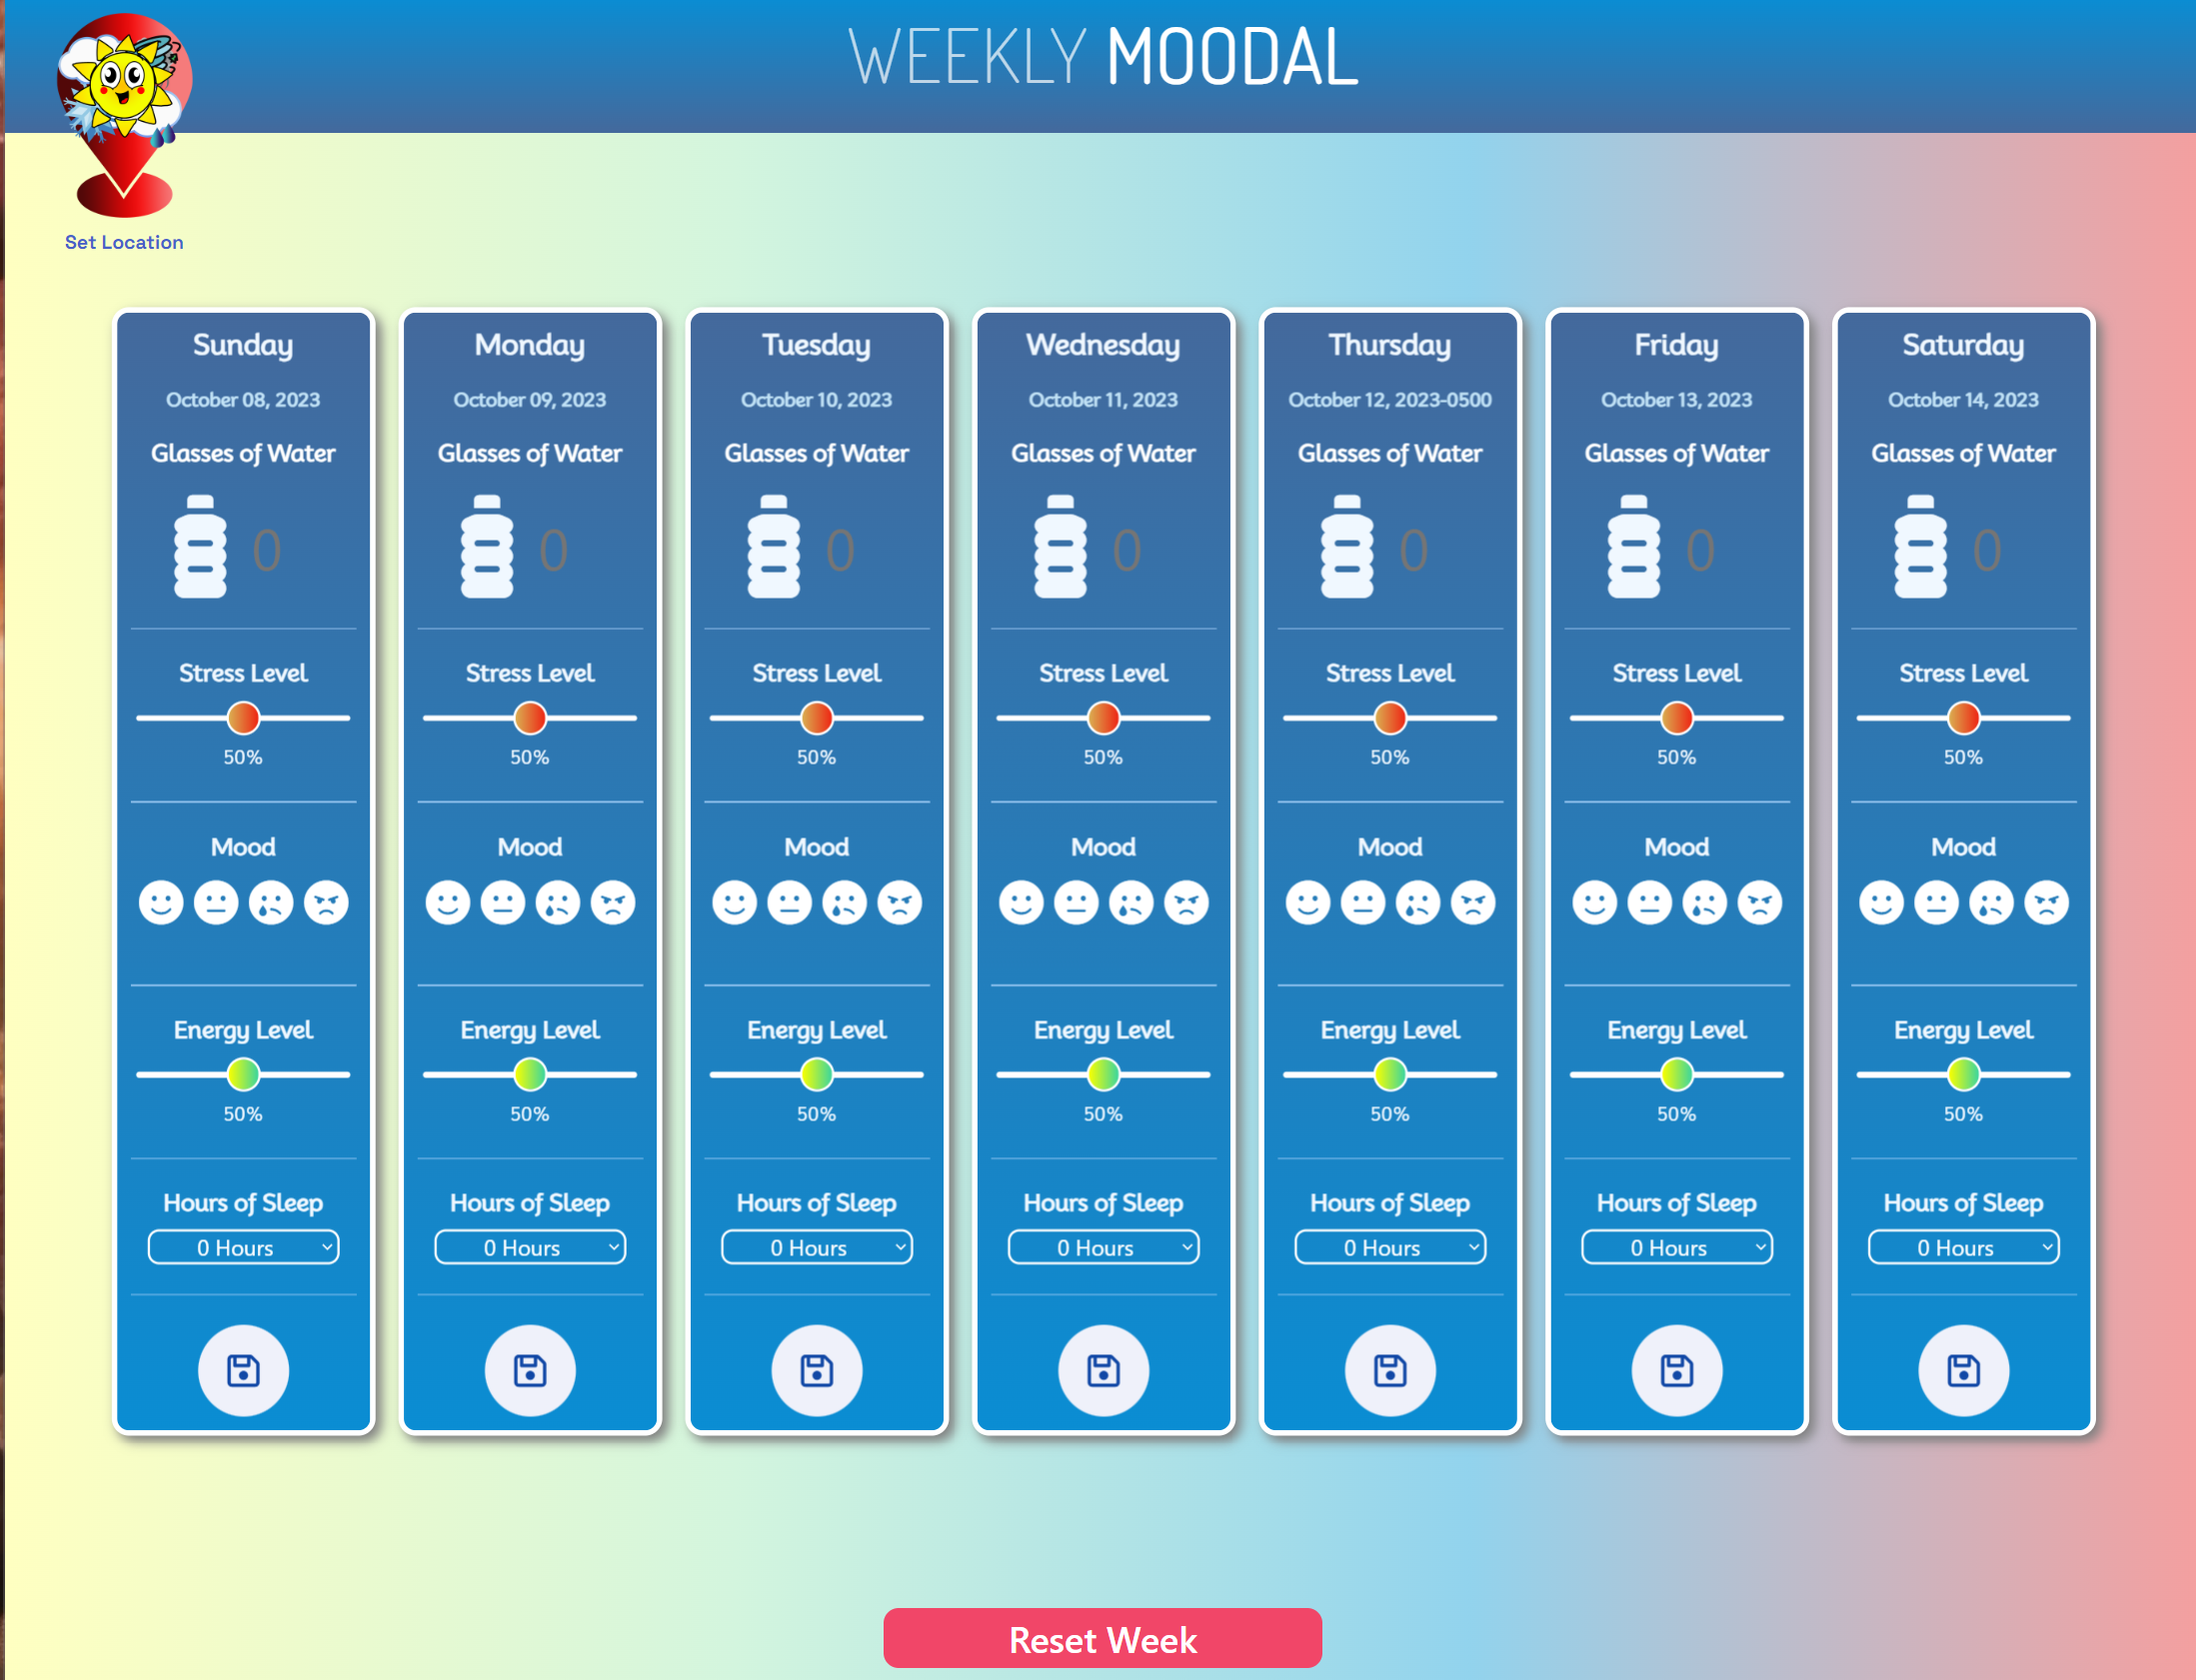 WEEKLY MOODAL
Set Location
Sunday
October 08, 2023
Glasses of Water
0
Stress Level
50%
Mood
Energy Level
50%
Hours of Sleep
0 Hours
Monday
October 09, 2023
Glasses of Water
0
Stress Level
50%
Mood
Energy Level
50%
Hours of Sleep
0 Hours
Tuesday
October 10, 2023
Glasses of Water
0
Stress Level
50%
Mood
Energy Level
50%
Hours of Sleep
0 Hours
Wednesday
October 11, 2023
Glasses of Water
0
Stress Level
50%
Mood
Energy Level
50%
Hours of Sleep
0 Hours
Thursday
October 12, 2023-0500
Glasses of Water
0
Stress Level
50%
Mood
Energy Level
50%
Hours of Sleep
0 Hours
Friday
October 13, 2023
Glasses of Water
0
Stress Level
50%
Mood
Energy Level
50%
Hours of Sleep
0 Hours
Saturday
October 14, 2023
Glasses of Water
0
Stress Level
50%
Mood
Energy Level
50%
Hours of Sleep
0 Hours
Reset Week